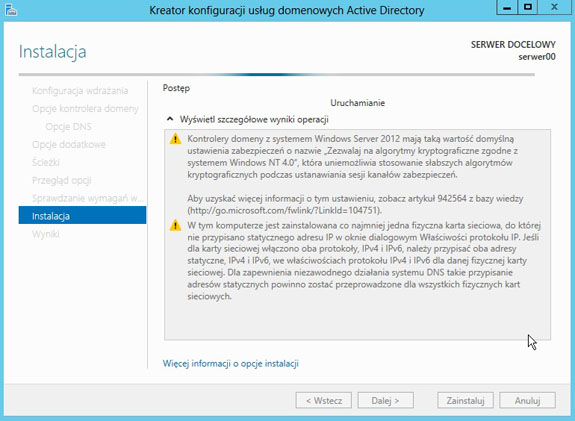 Kreator konfiguracji usług domenowych Active Directory
Instalacja
SERWER DOCELOWY
serwer00
Konfiguracja wdrażania
Opcje kontrolera domeny
Opcje DNS
Opcje dodatkowe
Ścieżki
Przegląd opcji
Sprawdzanie wymagań w...
Instalacja
Wyniki
Postęp
Uruchamianie
Wyświetl szczegółowe wyniki operacji
Kontrolery domeny z systemem Windows Server 2012 mają taką wartość domyślną
ustawienia zabezpieczeń o nazwie „Zezwalaj na algorytmy kryptograficzne zgodne z
systemem Windows NT 4.0”, która uniemożliwia stosowanie słabszych algorytmów
kryptograficznych podczas ustanawiania sesji kanałów zabezpieczeń.
Aby uzyskać więcej informacji o tym ustawieniu, zobacz artykuł 942564 z bazy wiedzy
(http://go.microsoft.com/fwlink/?LinkId=104751).
W tym komputerze jest zainstalowana co najmniej jedna fizyczna karta sieciowa, do której
nie przypisano statycznego adresu IP w oknie dialogowym Właściwości protokołu IP. Jeśli
dla karty sieciowej włączono oba protokoły, IPv4 i IPv6, należy przypisać oba adresy
statyczne, IPv4 i IPv6, we właściwościach protokołu IPv4 i IPv6 dla danej fizycznej karty
sieciowej. Dla zapewnienia niezawodnego działania systemu DNS takie przypisanie
adresów statycznych powinno zostać przeprowadzone dla wszystkich fizycznych kart
sieciowych.
Więcej informacji o opcje instalacji
< Wstecz
Dalej >
Zainstaluj
Anuluj